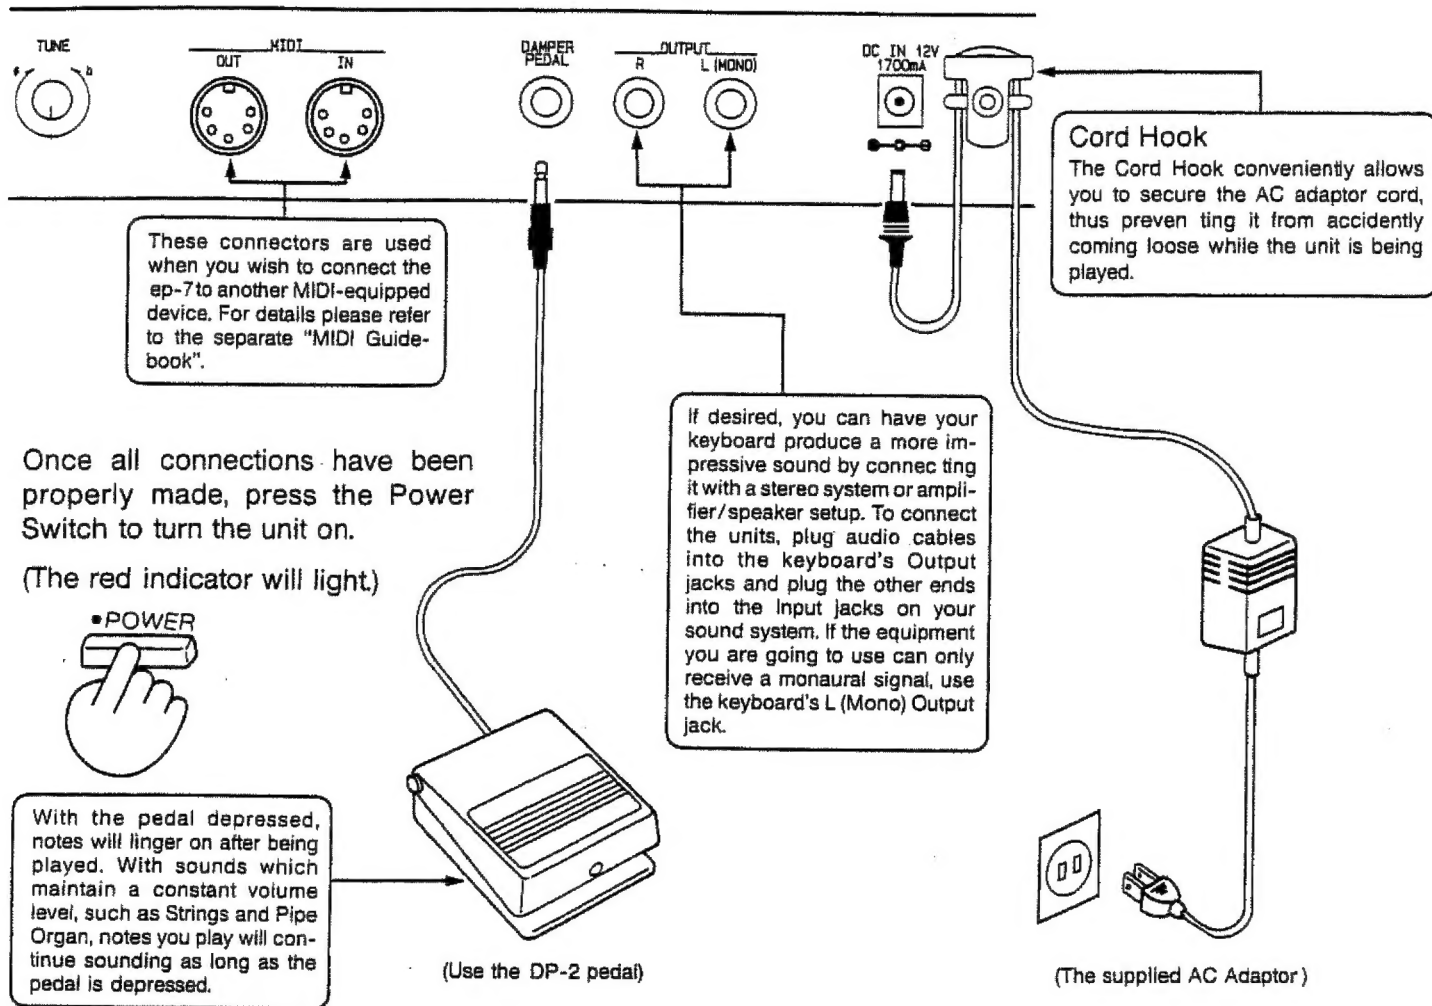 TUNE
MIDI
OUT
IN
DAMPER
PEDAL
OUTPUT
R
L (MONO)
DC IN 12V
1700mA
Cord Hook
The Cord Hook conveniently allows
you to secure the AC adaptor cord,
thus preven ting it from accidently
coming loose while the unit is being
played.
These connectors are used
when you wish to connect the
ep-7 to another MIDI-equipped
device. For details please refer
to the separate "MIDI Guide-
book".
If desired, you can have your
keyboard produce a more im-
pressive sound by connec ting
it with a stereo system or ampli-
fier/speaker setup. To connect
the units, plug audio cables
into the keyboard's Output
jacks and plug the other ends
into the Input jacks on your
sound system. If the equipment
you are going to use can only
receive a monaural signal, use
the keyboard's L (Mono) Output
jack.
Once all connections have been
properly made, press the Power
Switch to turn the unit on.
(The red indicator will light.)
•POWER
With the pedal depressed,
notes will linger on after being
played. With sounds which
maintain a constant volume
level, such as Strings and Pipe
Organ, notes you play will con-
tinue sounding as long as the
pedal is depressed.
(Use the DP-2 pedal)
(The supplied AC Adaptor)